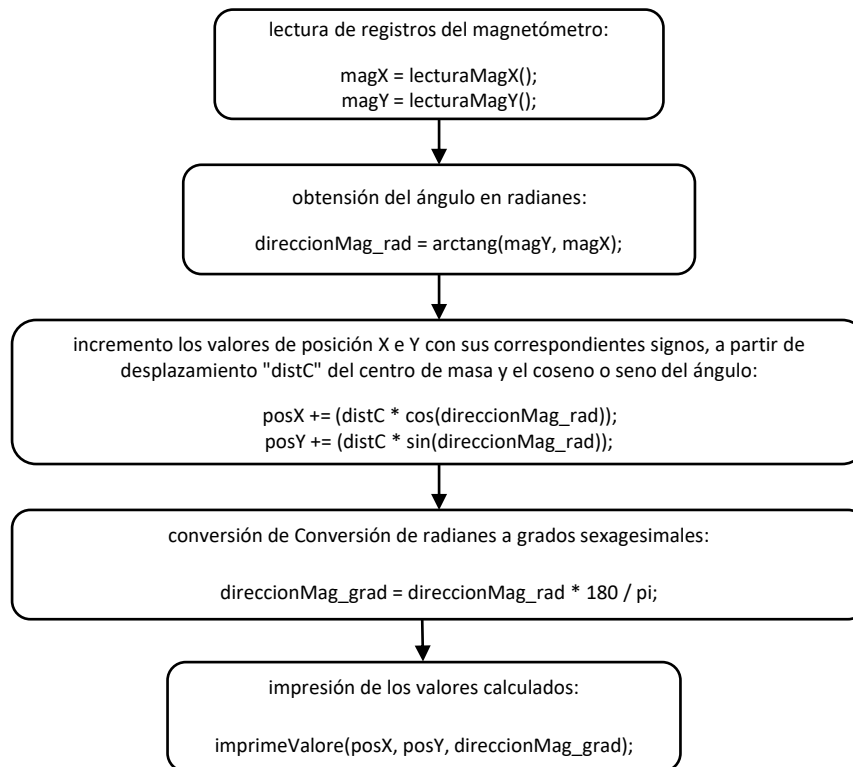 lectura de registros del magnetómetro:
magX = lecturaMagX();
magY = lecturaMagY();
obtensión del ángulo en radianes:
direccionMag_rad = arctang(magY, magX);
incremento los valores de posición X e Y con sus correspondientes signos, a partir de
desplazamiento "distC" del centro de masa y el coseno o seno del ángulo:
posX += (distC * cos(direccionMag_rad));
posY += (distC * sin(direccionMag_rad));
conversión de Conversión de radianes a grados sexagesimales:
direccionMag_grad = direccionMag_rad * 180 / pi;
impresión de los valores calculados:
imprimeValore(posX, posY, direccionMag_grad);